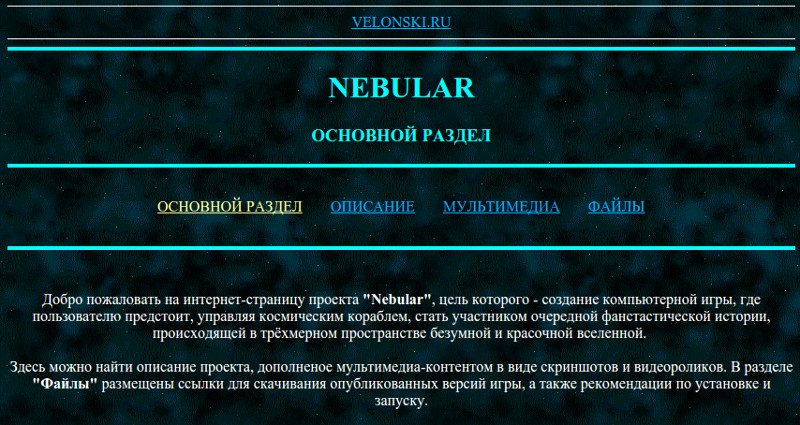 VELONSKI.RU
NEBULAR
ОСНОВНОЙ РАЗДЕЛ
ОСНОВНОЙ РАЗДЕЛ ОПИСАНИЕ МУЛЬТИМЕДИА ФАЙЛЫ
Добро пожаловать на интернет-страницу проекта "Nebular", цель которого - создание компьютерной игры, где
пользователю предстоит, управляя космическим кораблем, стать участником очередной фанстастической истории,
происходящей в трёхмерном пространстве безумной и красочной вселенной.
Здесь можно найти описание проекта, дополненое мультимедиа-контентом в виде скриншотов и видеороликов. В разделе
"Файлы" размещены ссылки для скачивания опубликованных версий игры, а также рекомендации по установке и
запуску.